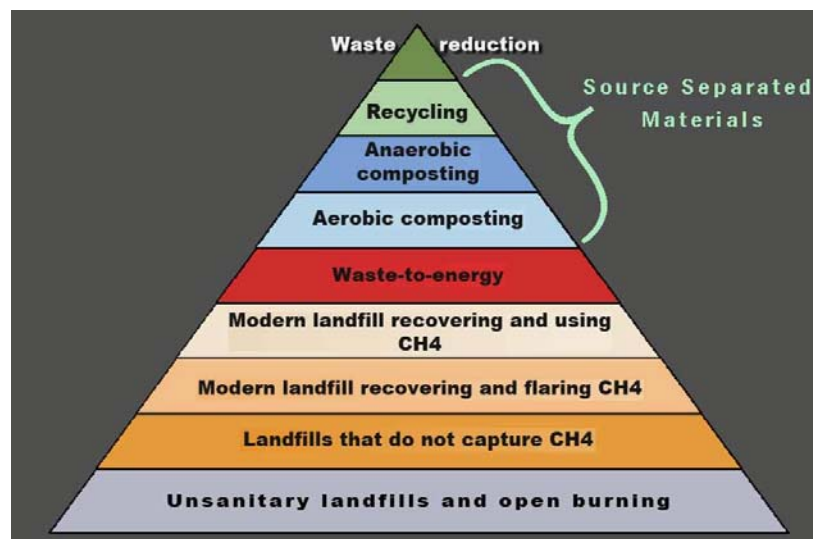 Waste reduction
Source Separated
Materials
Recycling
Anaerobic
composting
Aerobic composting
Waste-to-energy
Modern landfill recovering and using
CH4
Modern landfill recovering and flaring CH4
Landfills that do not capture CH4
Unsanitary landfills and open burning